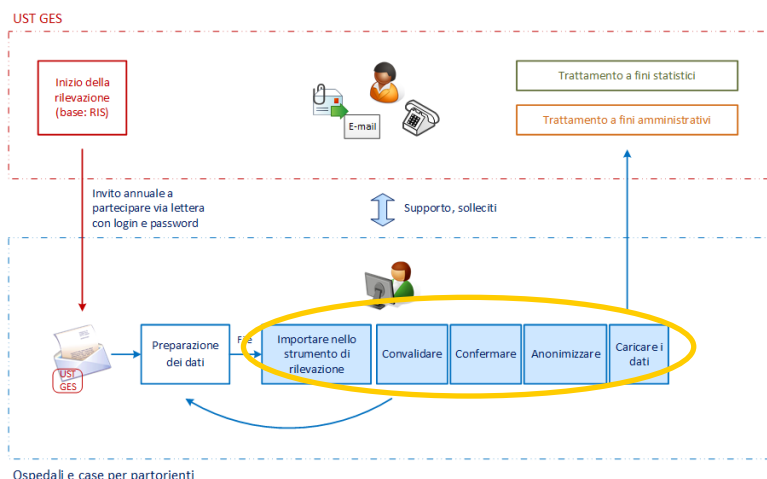 UST GES
Inizio della
rilevazione
(base: RIS)
E-mail
Trattamento a fini statistici
Trattamento a fini amministrativi
Invito annuale a
partecipare via lettera
con login e password
Supporto, solleciti
UST
GES
Preparazione
dei dati
File
Importare nello
strumento di
rilevazione
Convalidare
Confermare
Anonimizzare
Caricare i
dati
Ospedali e case per partorienti